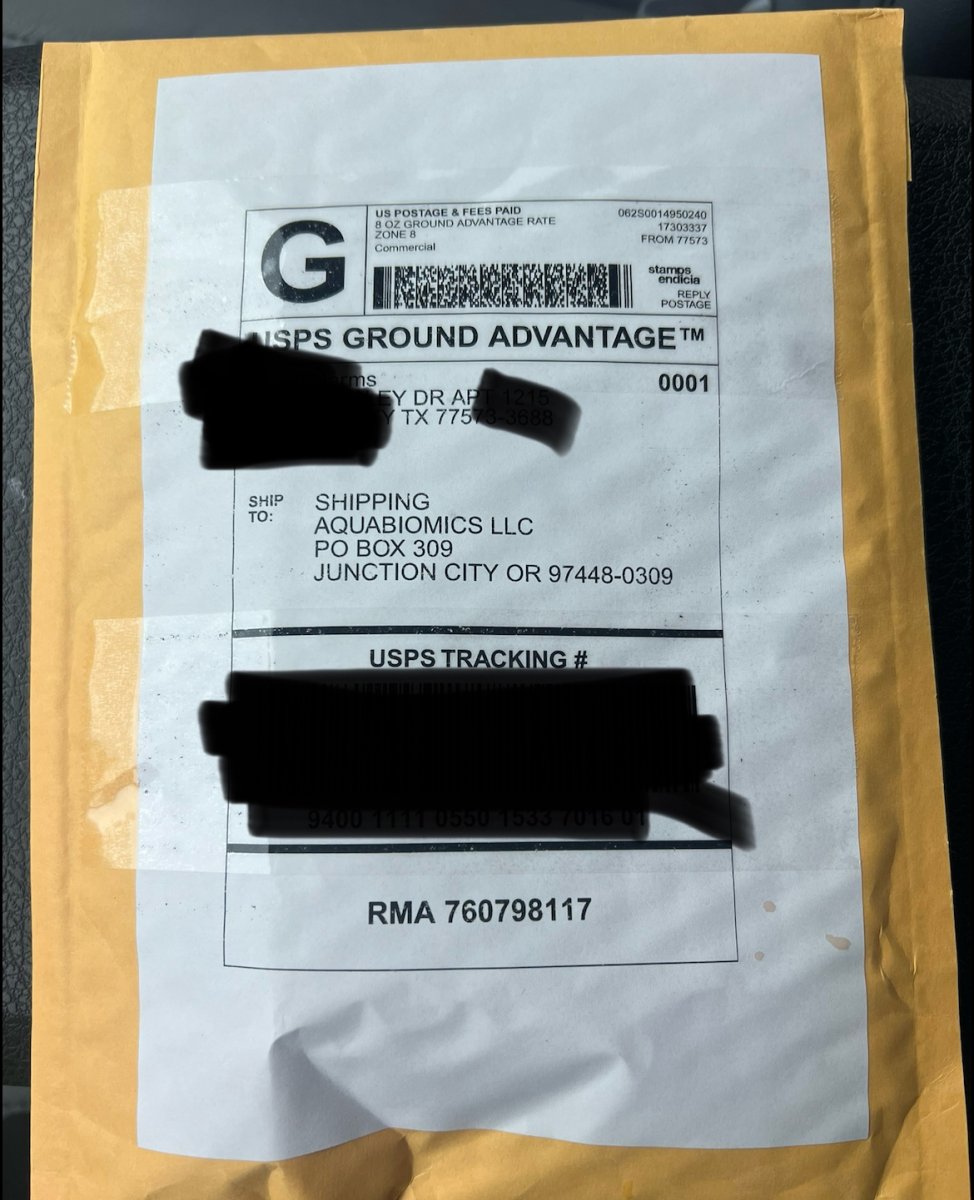 G
US POSTAGE & FEES PAID
8 OZ GROUND ADVANTAGE RATE
ZONE 8
Commercial
062S0014950240
17303337
FROM 77573
stamps
endicia
REPLY
POSTAGE
USPS GROUND ADVANTAGE™
0001
DR
TX
SHIP
TO:
SHIPPING
AQUABIOMICS LLC
PO BOX 309
JUNCTION CITY OR 97448-0309
USPS TRACKING #
RMA 760798117